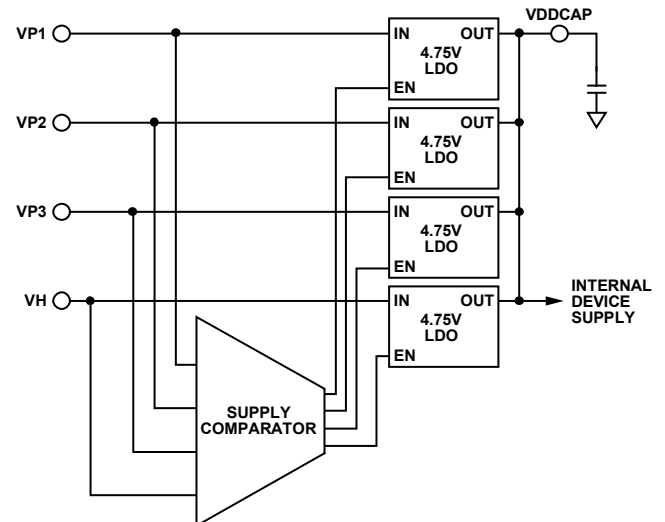 VP1
IN
OUT
4.75V
LDO
EN
VDDCAP
VP2
IN
OUT
4.75V
LDO
EN
VP3
IN
OUT
4.75V
LDO
EN
VH
IN
OUT
4.75V
LDO
EN
INTERNAL
DEVICE
SUPPLY
SUPPLY
COMPARATOR